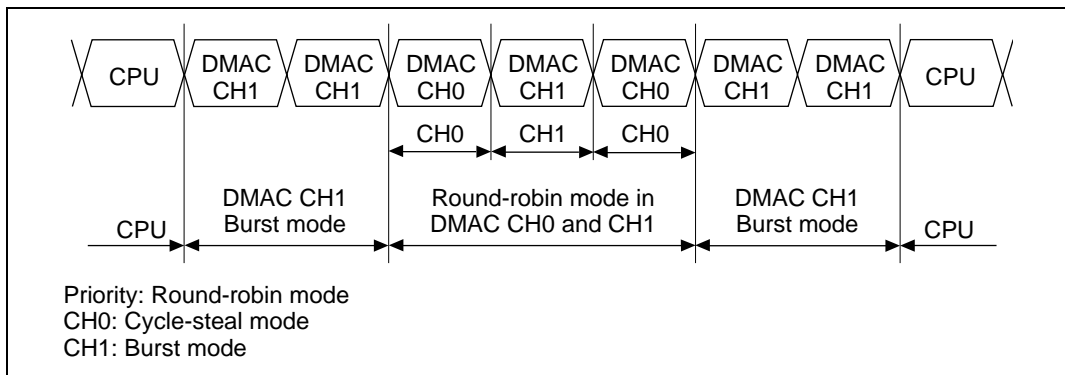 CPU DMAC CH1 DMAC CH1 DMAC CH0 DMAC CH1 DMAC CH0 DMAC CH1 DMAC CH1 CPU
CH0 CH1 CH0
CPU
DMAC CH1
Burst mode
Round-robin mode in
DMAC CH0 and CH1
DMAC CH1
Burst mode
CPU
Priority: Round-robin mode
CH0: Cycle-steal mode
CH1: Burst mode